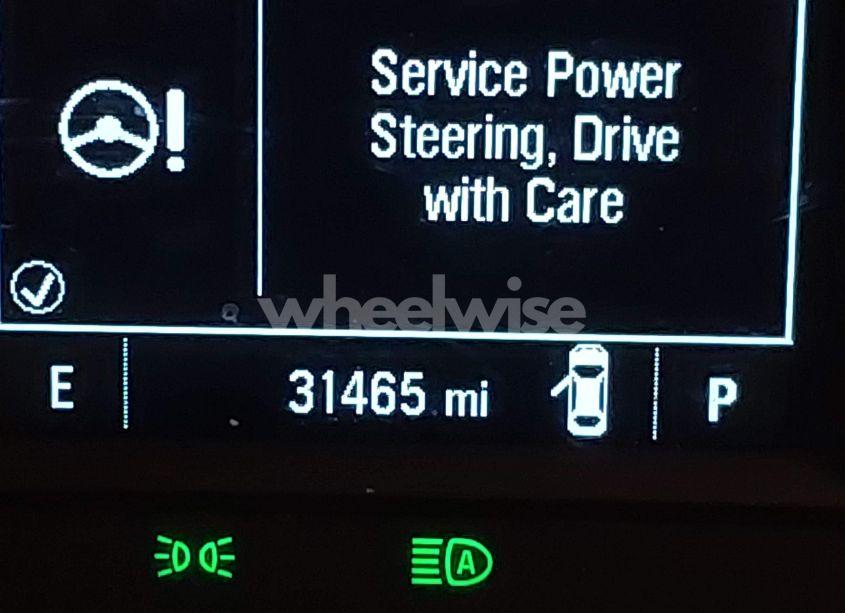 Service Power
Steering, Drive
with Care
wheelwise
E
31465 mi
P
A